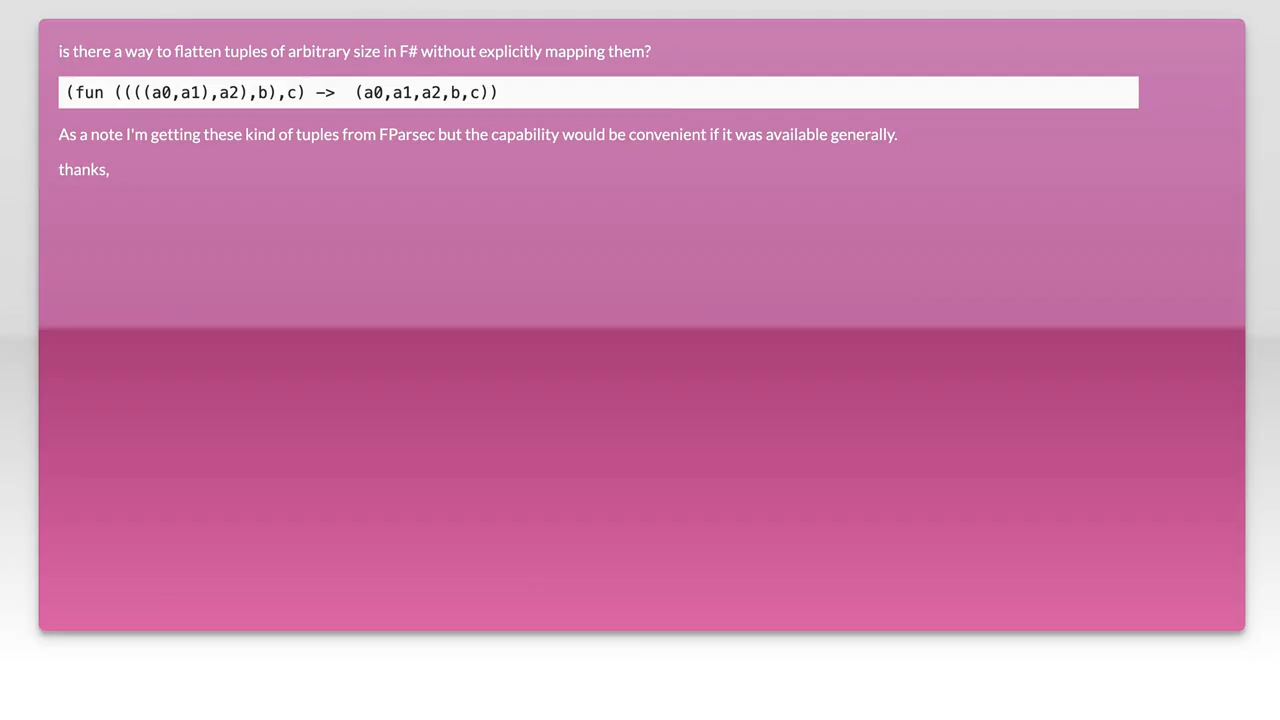 is there a way to flatten tuples of arbitrary size in F# without explicitly mapping them?
(fun ((((a0,a1),a2),b),c) –>  (a0,a1,a2,b,c))
As a note I'm getting these kind of tuples from FParsec but the capability would be convenient if it was available generally.
thanks,